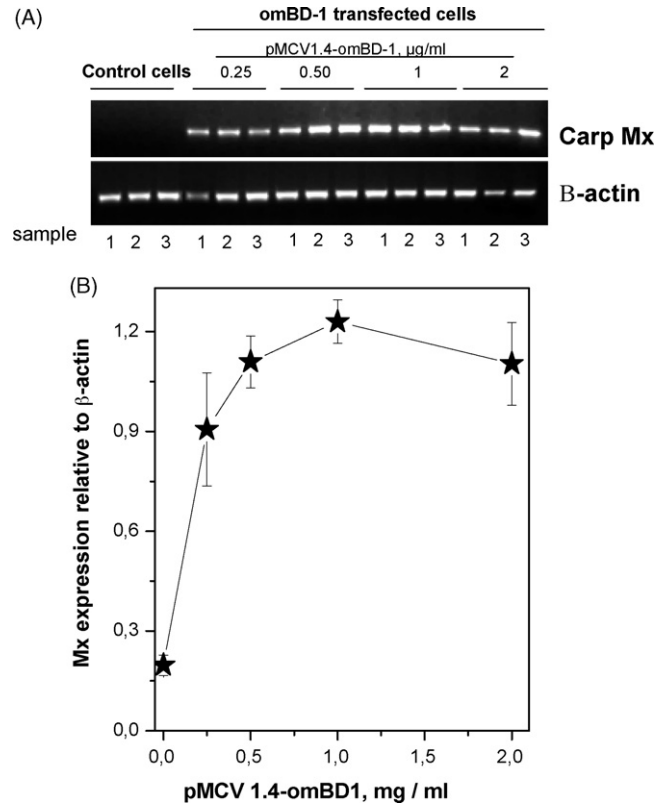 (A)
omBD-1 transfected cells
pMCV1.4-omBD-1, µg/ml
Control cells 0.25 0.50 1 2
Carp Mx
B-actin
sample 1 2 3 1 2 3 1 2 3 1 2 3 1 2 3
(B)
1,2
0,9
0,6
0,3
0,0
Mx expression relative to β-actin
0,0 0,5 1,0 1,5 2,0
pMCV 1.4-omBD1, mg / ml